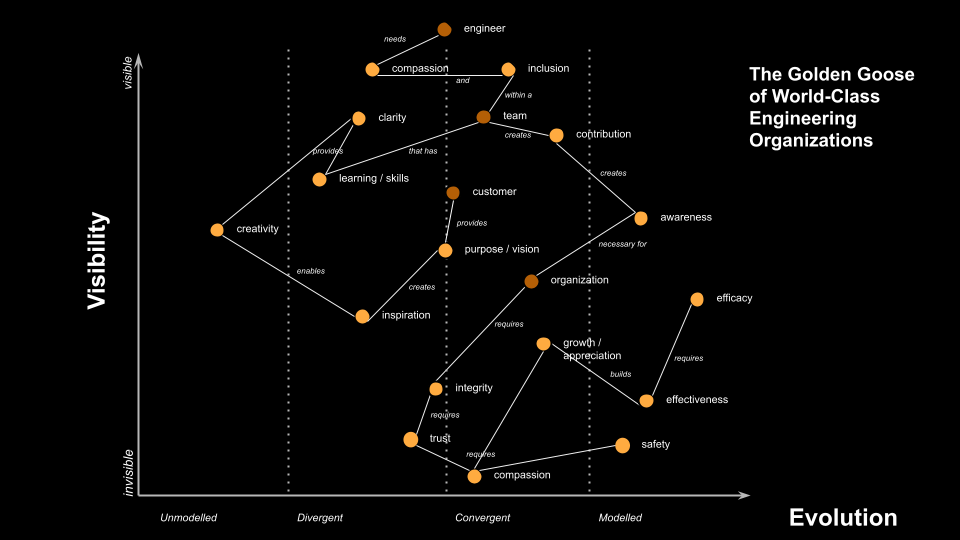 engineer
needs
compassion
and
inclusion
The Golden Goose
of World-Class
Engineering
Organizations
visible
within a
clarity
team
creates
contribution
provides
that has
learning / skills
creates
customer
awareness
provides
creativity
necessary for
purpose / vision
Visibility
enables
organization
creates
efficacy
inspiration
requires
growth /
appreciation
requires
builds
integrity
effectiveness
requires
trust
safety
requires
compassion
invisible
Unmodelled
Divergent
Convergent
Modelled
Evolution